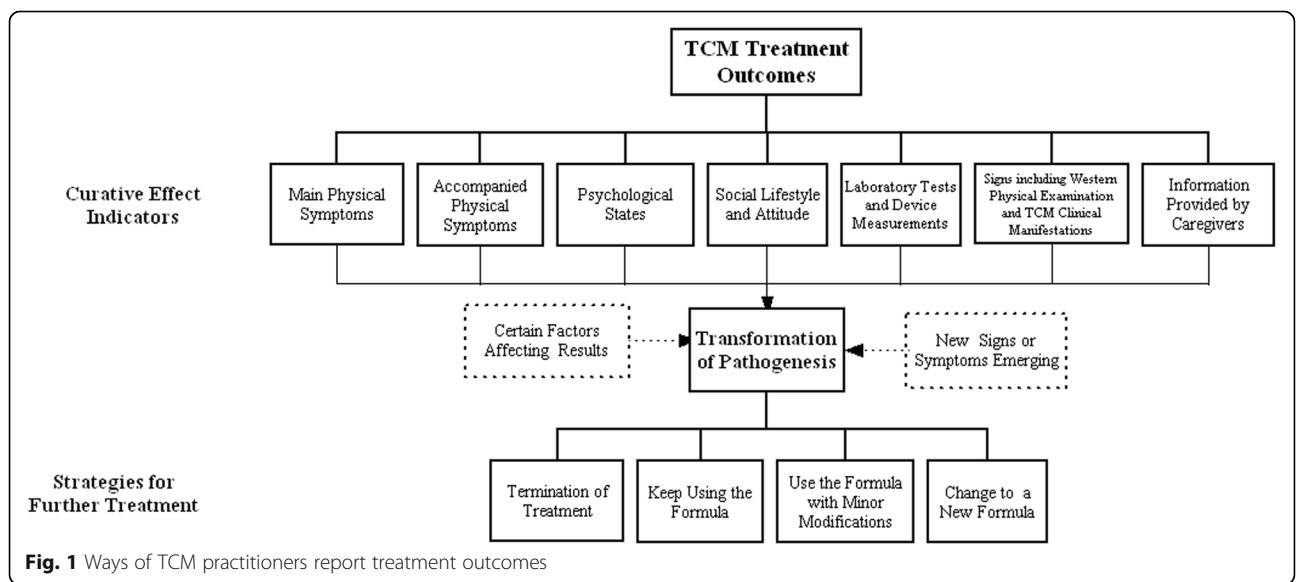 TCM Treatment
Outcomes
Curative Effect
Indicators
Main Physical
Symptoms
Accompanied
Physical
Symptoms
Psychological
States
Social Lifestyle
and Attitude
Laboratory Tests
and Device
Measurements
Signs including Western
Physical Examination
and TCM Clinical
Manifestations
Information
Provided by
Caregivers
Certain Factors
Affecting Results
Transformation
of Pathogenesis
New Signs or
Symptoms Emerging
Strategies for
Further Treatment
Termination of
Treatment
Keep Using the
Formula
Use the Formula
with Minor
Modifications
Change to a
New Formula
Fig. 1 Ways of TCM practitioners report treatment outcomes